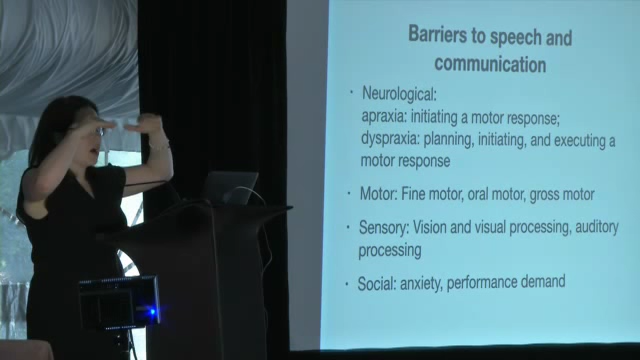 Barriers to speech and
communication
• Neurological:
apraxia: initiating a motor response;
dyspraxia: planning, initiating, and executing a
motor response
• Motor: Fine motor, oral motor, gross motor
• Sensory: Vision and visual processing, auditory
processing
• Social: anxiety, performance demand